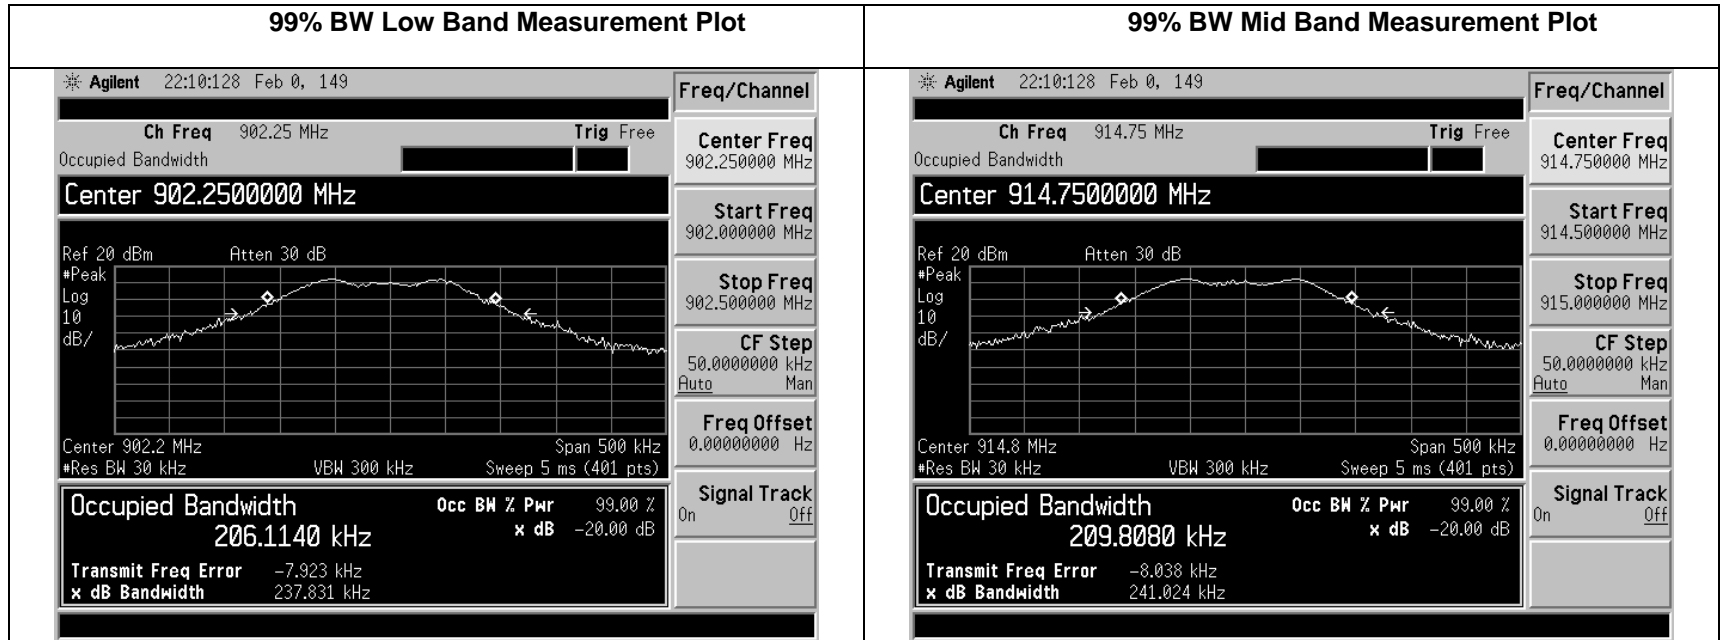 99% BW Low Band Measurement Plot
Agilent 22:10:128 Feb 0, 149
Ch Freq 902.25 MHz Trig Free
Occupied Bandwidth
Center 902.2500000 MHz
Ref 20 dBm Atten 30 dB
#Peak
Log
10
dB/
Center 902.2 MHz Span 500 kHz
#Res BW 30 kHz VBW 300 kHz Sweep 5 ms (401 pts)
Occupied Bandwidth Occ BW % Pwr 99.00 %
206.1140 kHz x dB -20.00 dB
Transmit Freq Error -7.923 kHz
x dB Bandwidth 237.831 kHz
Freq/Channel
Center Freq
902.250000 MHz
Start Freq
902.000000 MHz
Stop Freq
902.500000 MHz
CF Step
50.0000000 kHz
Auto Man
Freq Offset
0.00000000 Hz
Signal Track
On Off
99% BW Mid Band Measurement Plot
Agilent 22:10:128 Feb 0, 149
Ch Freq 914.75 MHz Trig Free
Occupied Bandwidth
Center 914.7500000 MHz
Ref 20 dBm Atten 30 dB
#Peak
Log
10
dB/
Center 914.8 MHz Span 500 kHz
#Res BW 30 kHz VBW 300 kHz Sweep 5 ms (401 pts)
Occupied Bandwidth Occ BW % Pwr 99.00 %
209.8080 kHz x dB -20.00 dB
Transmit Freq Error -8.038 kHz
x dB Bandwidth 241.024 kHz
Freq/Channel
Center Freq
914.750000 MHz
Start Freq
914.500000 MHz
Stop Freq
915.000000 MHz
CF Step
50.0000000 kHz
Auto Man
Freq Offset
0.00000000 Hz
Signal Track
On Off